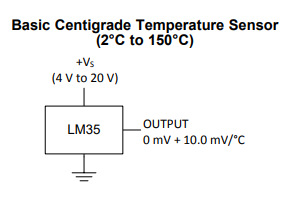 Basic Centigrade Temperature Sensor
(2°C to 150°C)
+Vs
(4 V to 20 V)
LM35
OUTPUT
0 mV + 10.0 mV/°C